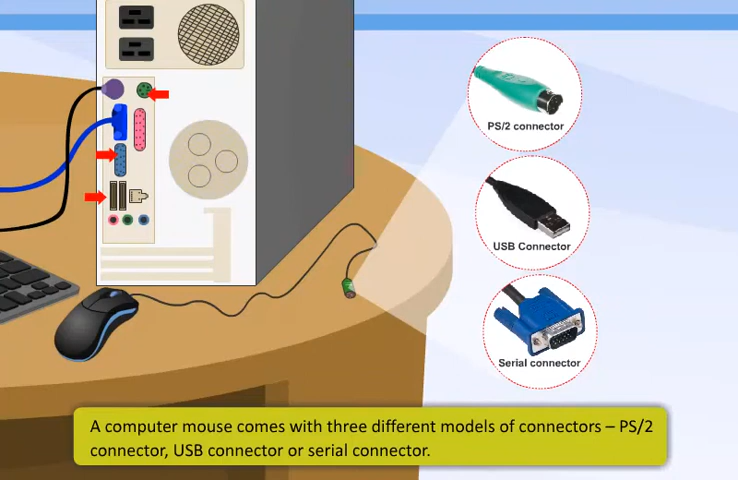 PS/2 connector
USB Connector
Serial connector
A computer mouse comes with three different models of connectors – PS/2
connector, USB connector or serial connector.